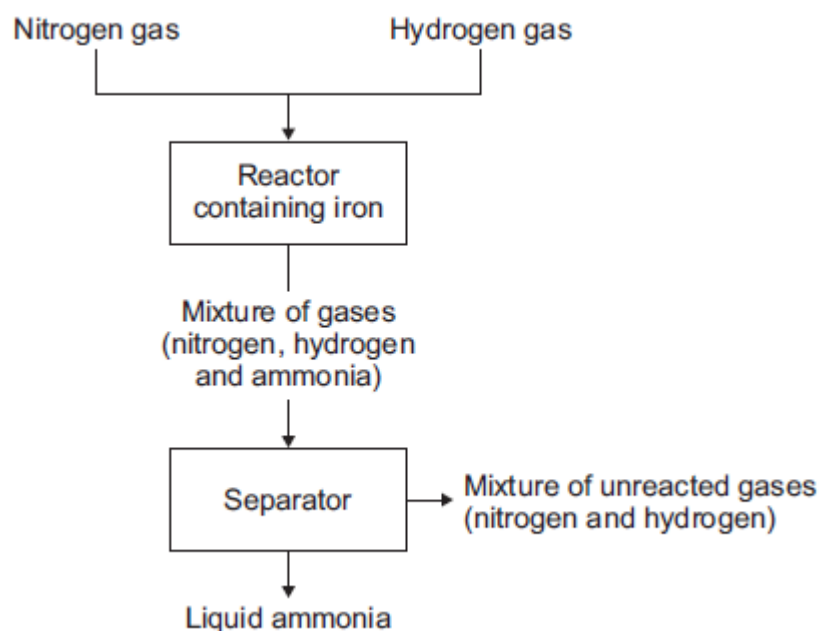 Nitrogen gas
Hydrogen gas
Reactor
containing iron
Mixture of gases
(nitrogen, hydrogen
and ammonia)
Separator
Mixture of unreacted gases
(nitrogen and hydrogen)
Liquid ammonia